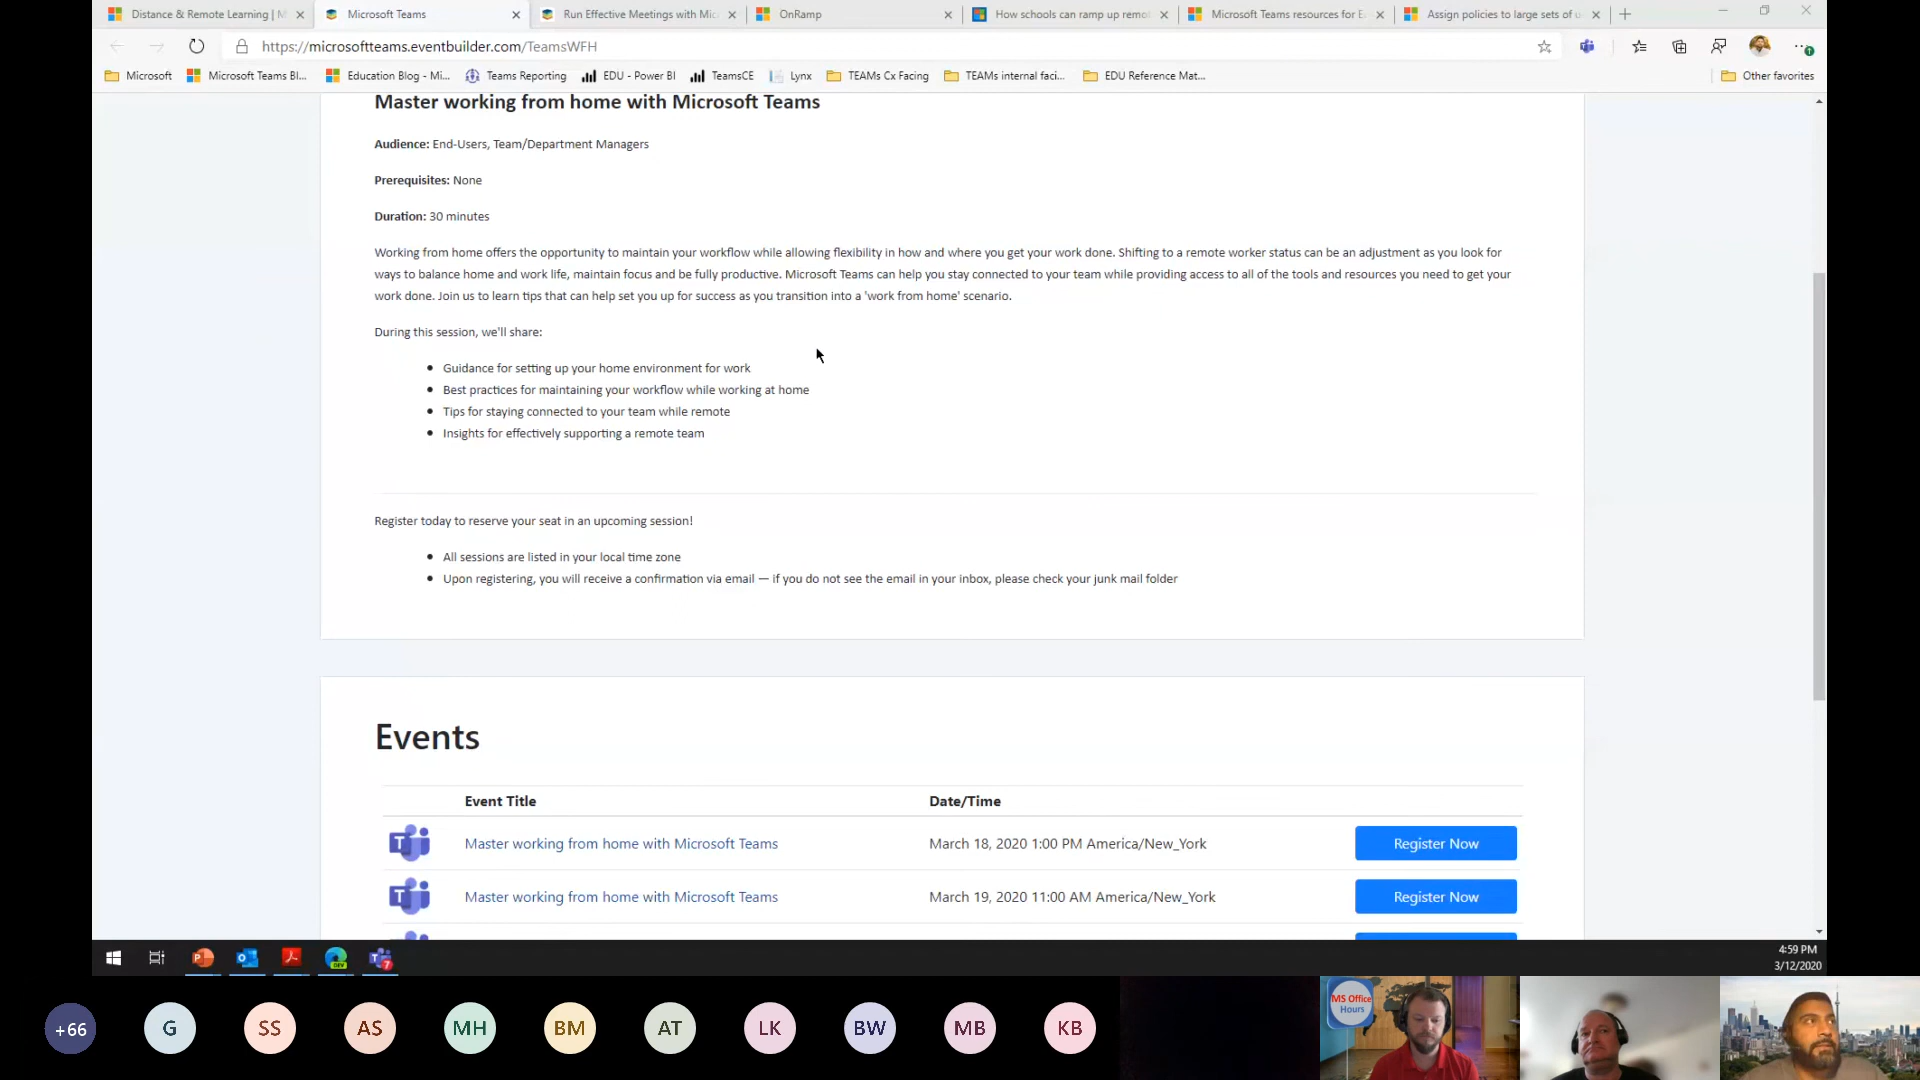 Distance & Remote Learning | M
Microsoft Teams
Run Effective Meetings with Mic
OnRamp
How schools can ramp up remot
Microsoft Teams resources for E
Assign policies to large sets of u
https://microsoftteams.eventbuilder.com/TeamsWFH
Microsoft
Microsoft Teams Bl...
Education Blog - Mi...
Teams Reporting
EDU - Power BI
TeamsCE
Lynx
TEAMs Cx Facing
TEAMs internal faci...
EDU Reference Mat...
Other favorites
Master working from home with Microsoft Teams
Audience: End-Users, Team/Department Managers
Prerequisites: None
Duration: 30 minutes
Working from home offers the opportunity to maintain your workflow while allowing flexibility in how and where you get your work done. Shifting to a remote worker status can be an adjustment as you look for
ways to balance home and work life, maintain focus and be fully productive. Microsoft Teams can help you stay connected to your team while providing access to all of the tools and resources you need to get your
work done. Join us to learn tips that can help set you up for success as you transition into a 'work from home' scenario.
During this session, we'll share:
Guidance for setting up your home environment for work
Best practices for maintaining your workflow while working at home
Tips for staying connected to your team while remote
Insights for effectively supporting a remote team
Register today to reserve your seat in an upcoming session!
All sessions are listed in your local time zone
Upon registering, you will receive a confirmation via email — if you do not see the email in your inbox, please check your junk mail folder
Events
Event Title Date/Time
Master working from home with Microsoft Teams March 18, 2020 1:00 PM America/New_York Register Now
Master working from home with Microsoft Teams March 19, 2020 11:00 AM America/New_York Register Now
4:59 PM
3/12/2020
+66 G SS AS MH BM AT LK BW MB KB
MS Office
Hours